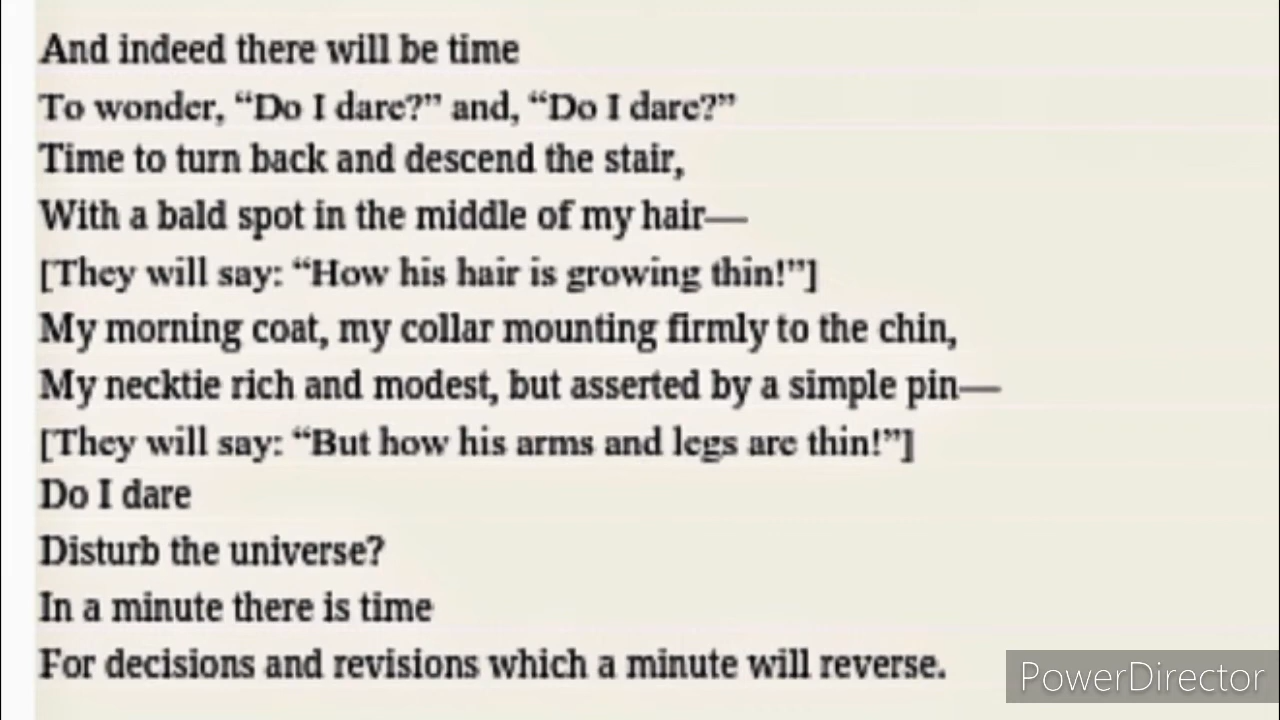 And indeed there will be time
To wonder, “Do I dare?” and, “Do I dare?”
Time to turn back and descend the stair,
With a bald spot in the middle of my hair—
[They will say: “How his hair is growing thin!”]
My morning coat, my collar mounting firmly to the chin,
My necktie rich and modest, but asserted by a simple pin—
[They will say: “But how his arms and legs are thin!”]
Do I dare
Disturb the universe?
In a minute there is time
For decisions and revisions which a minute will reverse.
PowerDirector